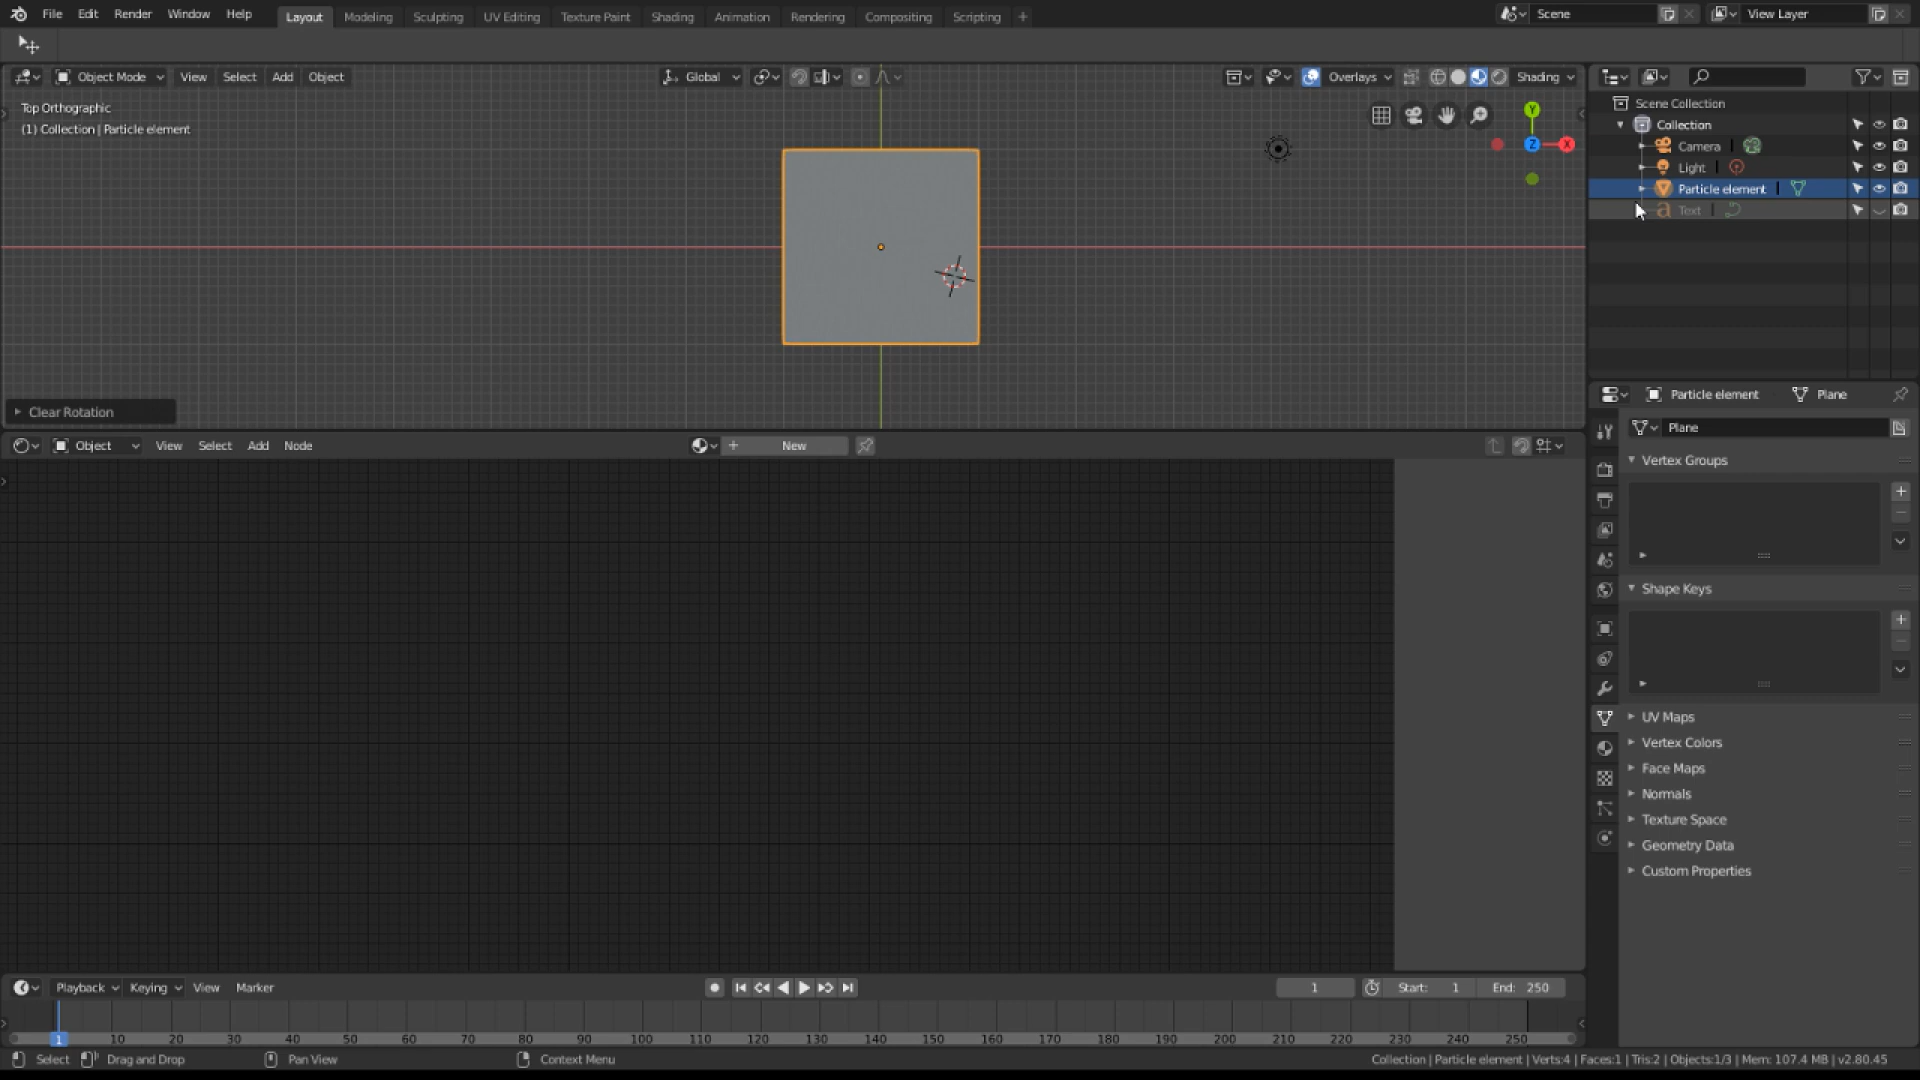 File Edit Render Window Help Layout Modeling Sculpting UV Editing Texture Paint Shading Animation Rendering Compositing Scripting + Scene View Layer
Object Mode View Select Add Object Global Overlays Shading
Top Orthographic
(1) Collection | Particle element
Y
Z
X
Clear Rotation
Scene Collection
Collection
Camera
Light
Particle element
Text
Particle element Plane
Plane
Vertex Groups
Shape Keys
UV Maps
Vertex Colors
Face Maps
Normals
Texture Space
Geometry Data
Custom Properties
Object View Select Add Node + New
Playback Keying View Marker 1 Start: 1 End: 250
1 10 20 30 40 50 60 70 80 90 100 110 120 130 140 150 160 170 180 190 200 210 220 230 240 250
Select Drag and Drop Pan View Context Menu Collection | Particle element | Verts:4 | Faces:1 | Tris:2 | Objects:1/3 | Mem: 107.4 MB | v2.80.45